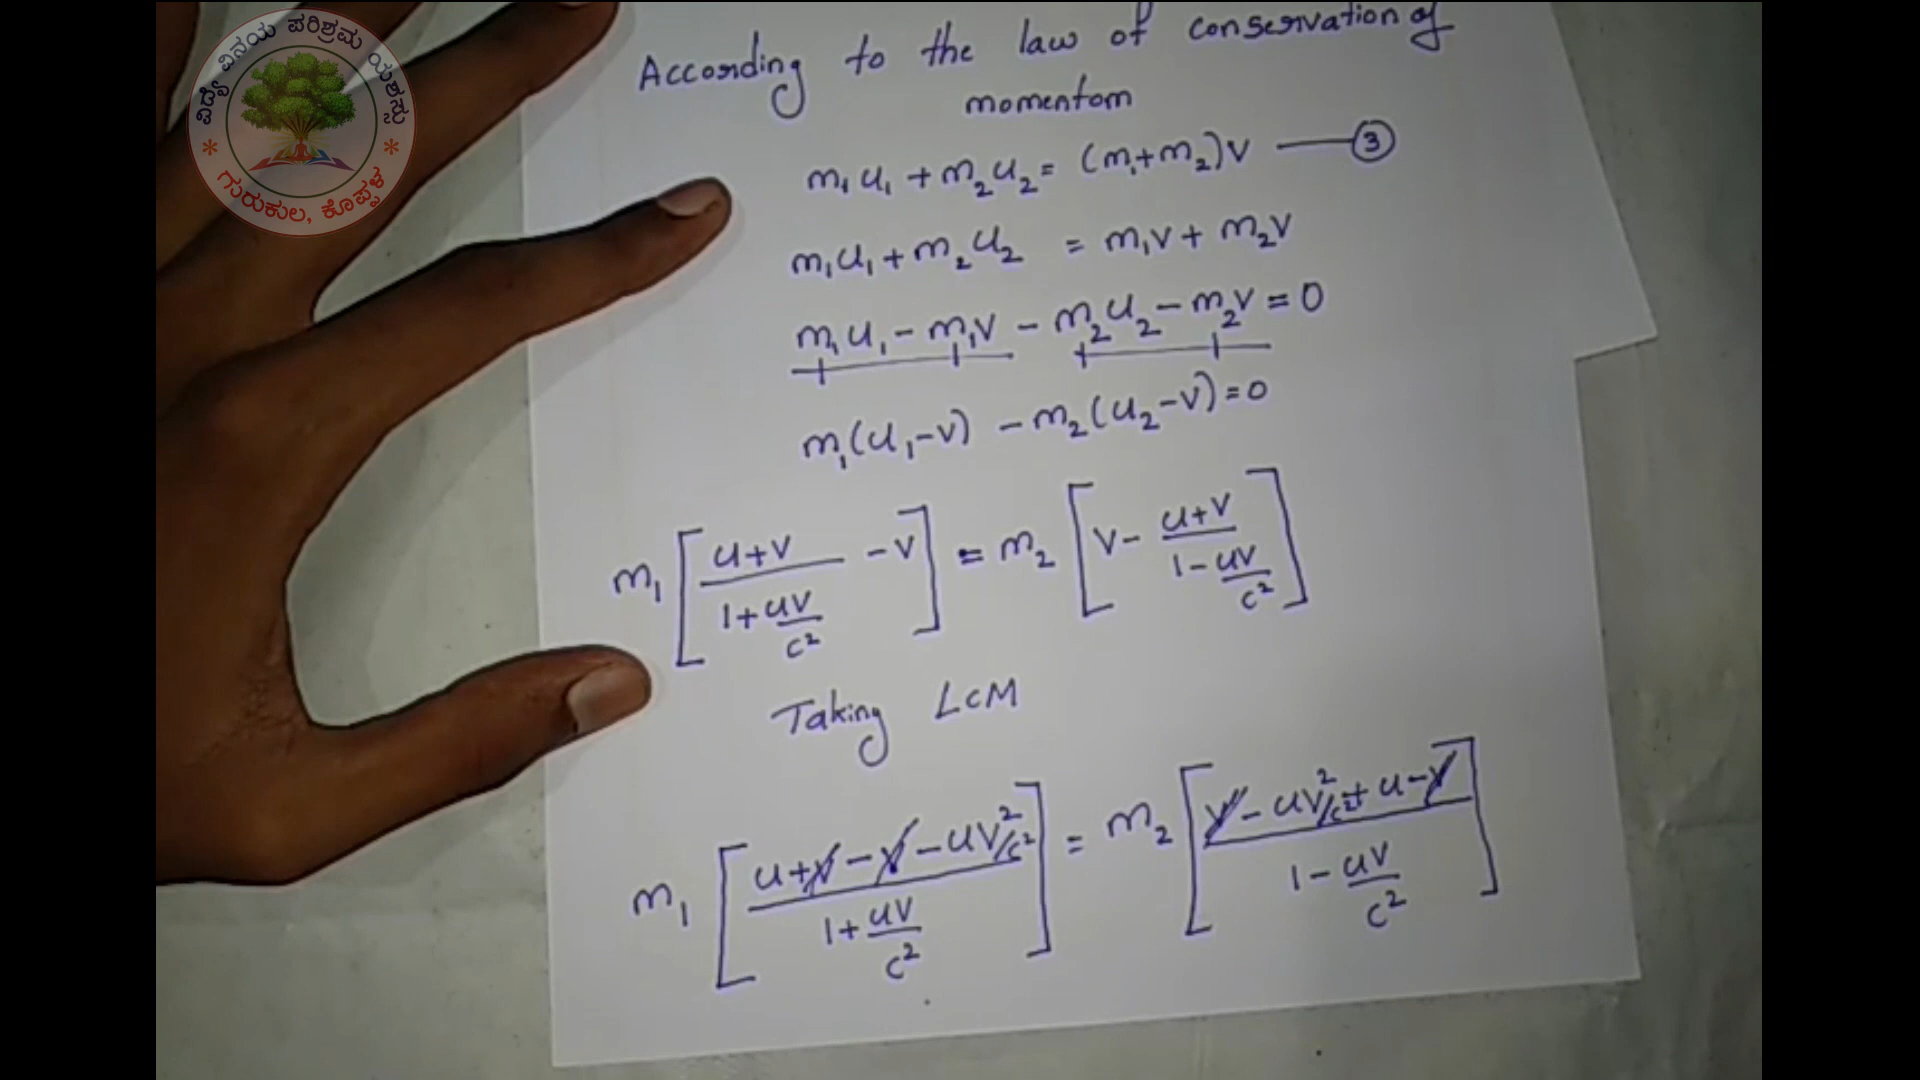 ವಿದ್ಯೆ ವಿನಯ ಪರಿಶ್ರಮ ಯಶಸ್ಸು
* ಗುರುಕುಲ, ಕೊಪ್ಪಳ *
According to the law of conservation of
momentom
m₁u₁ + m₂u₂ = (m₁+m₂)v —— ③
m₁u₁ + m₂u₂ = m₁v + m₂v
m₁u₁ - m₁v - m₂u₂ - m₂v = 0
m₁(u₁-v) - m₂(u₂-v) = 0
m₁ [ (u+v)/(1+uv/c²) - v ] = m₂ [ v - (u+v)/(1-uv/c²) ]
Taking LCM
m₁ [ (u+v-v-uv²/c²)/(1+uv/c²) ] = m₂ [ (v-uv²/c²+u-v)/(1-uv/c²) ]